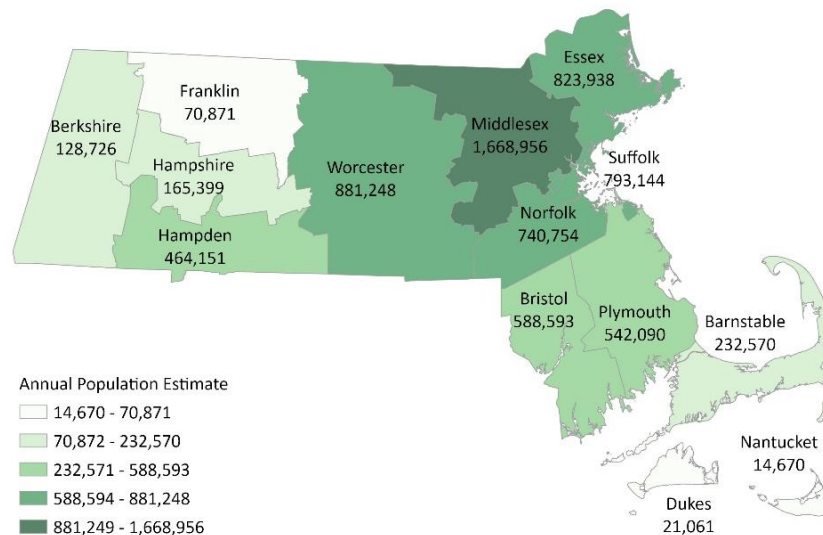 Essex
823,938
Franklin
70,871
Middlesex
1,668,956
Berkshire
128,726
Hampshire
165,399
Worcester
881,248
Suffolk
793,144
Norfolk
740,754
Hampden
464,151
Bristol
588,593
Plymouth
542,090
Barnstable
232,570
Nantucket
14,670
Dukes
21,061
Annual Population Estimate
14,670 - 70,871
70,872 - 232,570
232,571 - 588,593
588,594 - 881,248
881,249 - 1,668,956